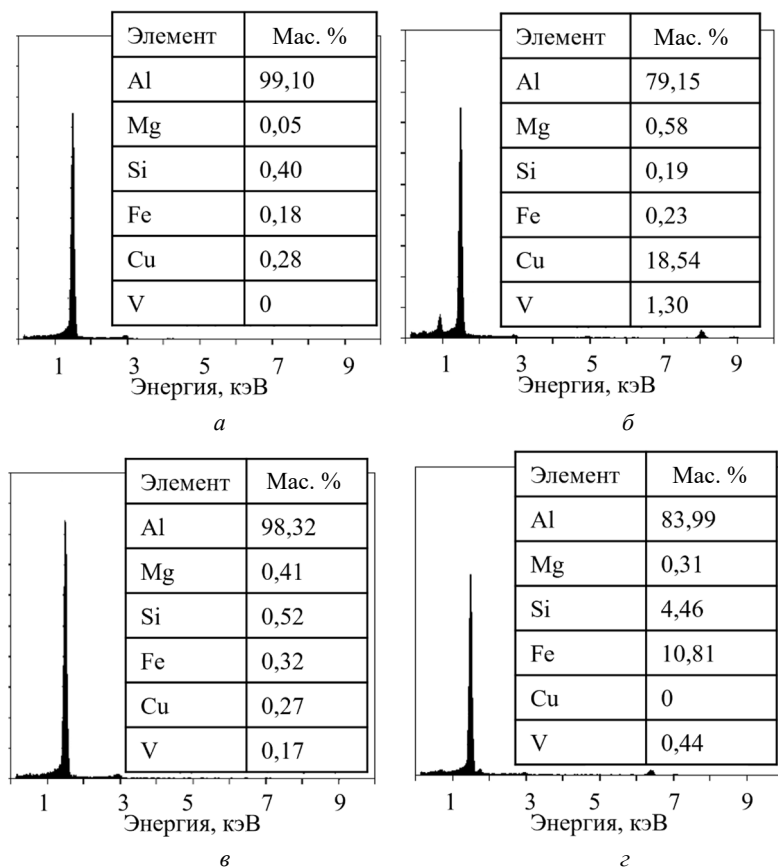 Элемент Мас. %
Al 99,10
Mg 0,05
Si 0,40
Fe 0,18
Cu 0,28
V 0
1 3 5 7 9
Энергия, кэВ
а
Элемент Мас. %
Al 79,15
Mg 0,58
Si 0,19
Fe 0,23
Cu 18,54
V 1,30
1 3 5 7 9
Энергия, кэВ
б
Элемент Мас. %
Al 98,32
Mg 0,41
Si 0,52
Fe 0,32
Cu 0,27
V 0,17
1 3 5 7 9
Энергия, кэВ
в
Элемент Мас. %
Al 83,99
Mg 0,31
Si 4,46
Fe 10,81
Cu 0
V 0,44
1 3 5 7 9
Энергия, кэВ
г